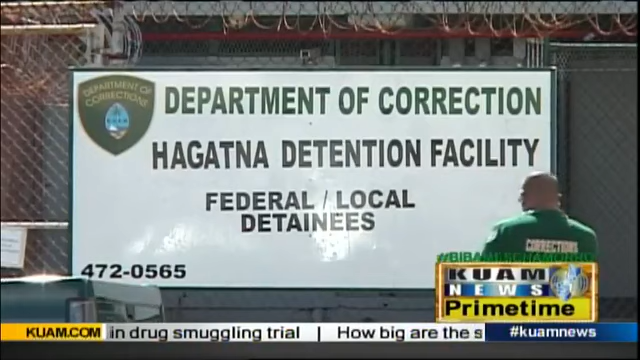 DEPARTMENT OF
CORRECTIONS
GUAM
DEPARTMENT OF CORRECTION
HAGATNA DETENTION FACILITY
FEDERAL / LOCAL
DETAINEES
472-0565
CORRECTIONS
KUAM
NEWS
Primetime
KUAM.COM in drug smuggling trial | How big are the s #kuamnews